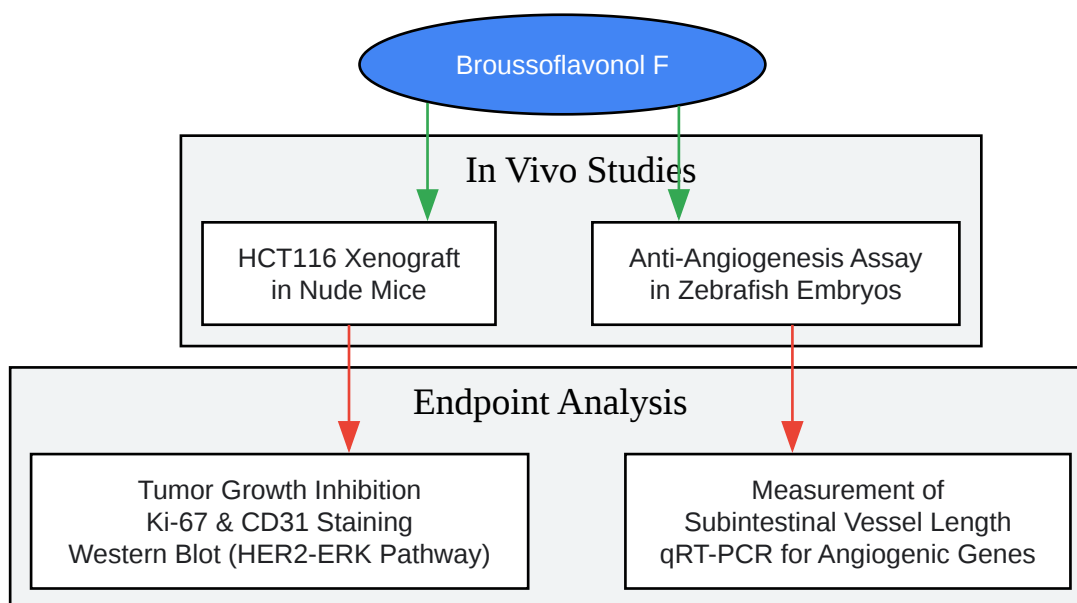 Broussoflavonol F
In Vivo Studies
HCT116 Xenograft
in Nude Mice
Anti-Angiogenesis Assay
in Zebrafish Embryos
Endpoint Analysis
Tumor Growth Inhibition
Ki-67 & CD31 Staining
Western Blot (HER2-ERK Pathway)
Measurement of
Subintestinal Vessel Length
qRT-PCR for Angiogenic Genes